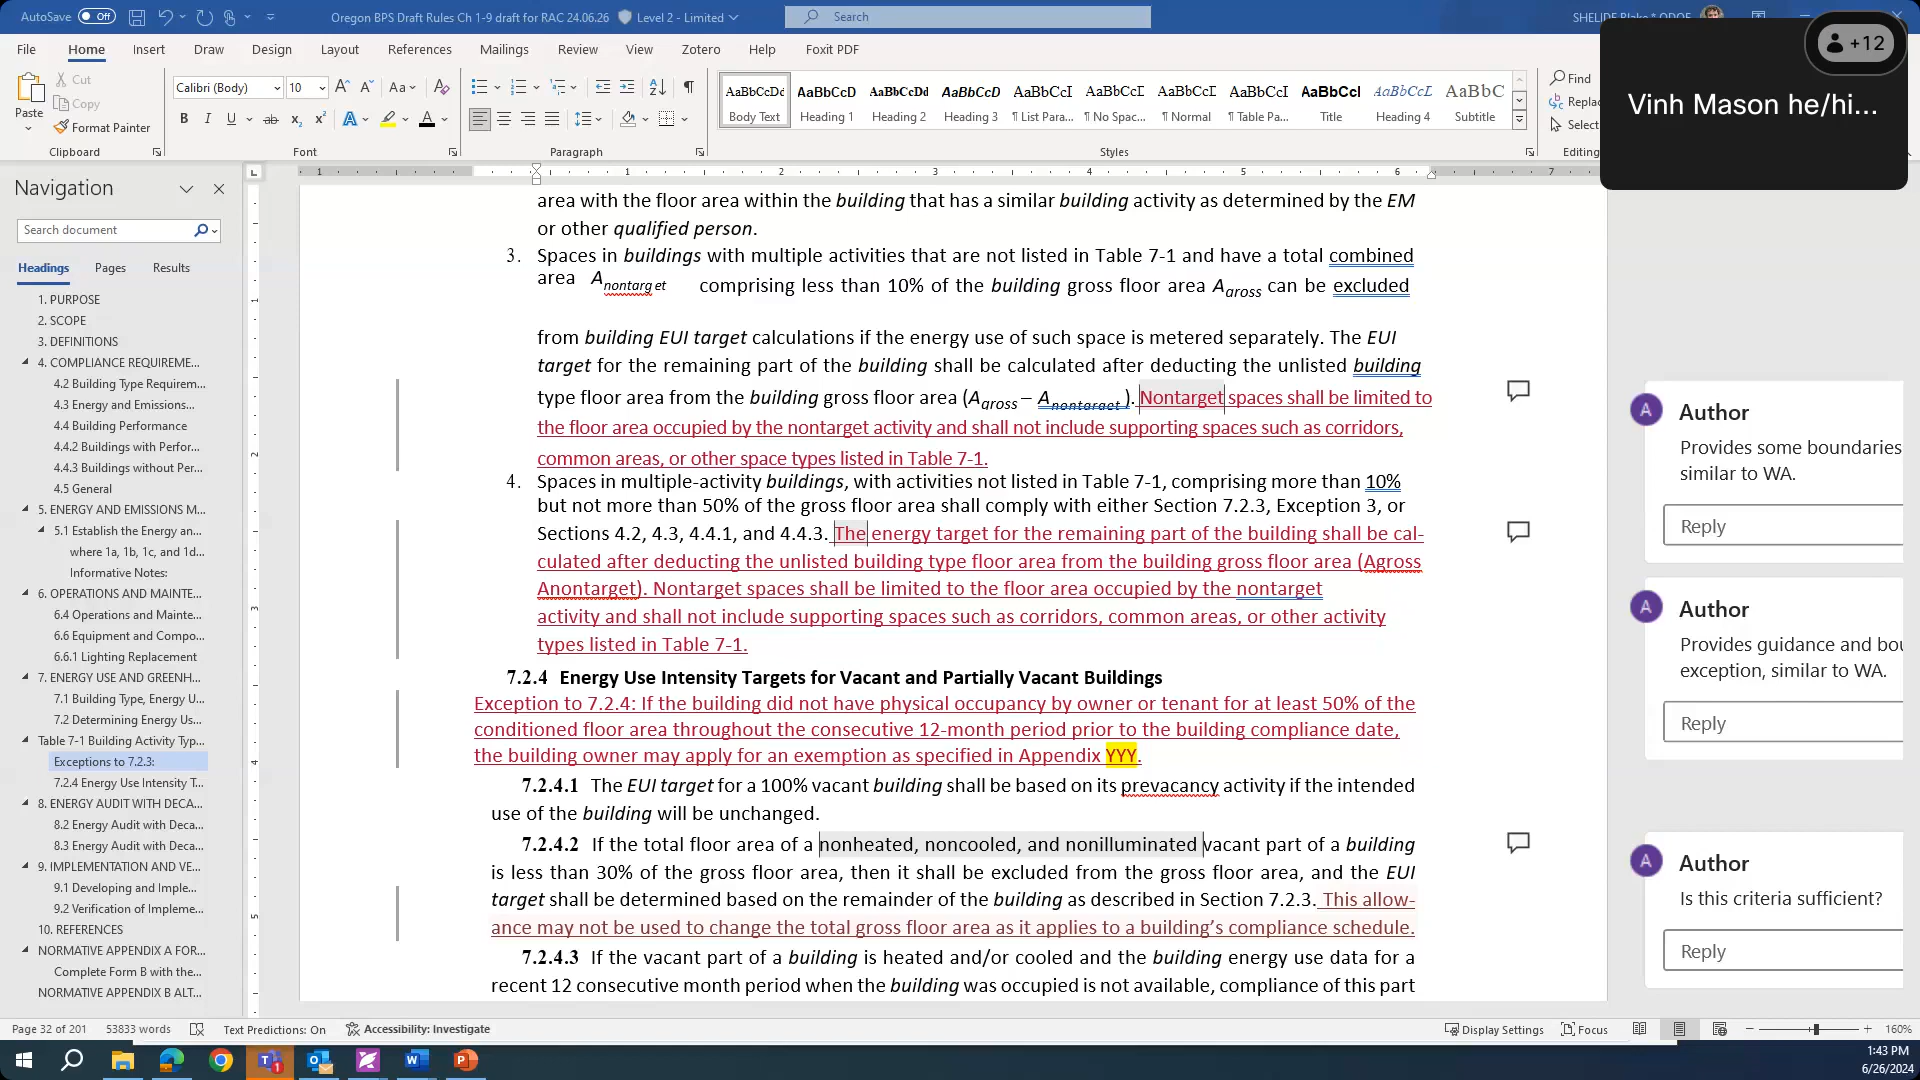 AutoSave Off Oregon BPS Draft Rules Ch 1-9 draft for RAC 24.06.26 Level 2 - Limited Search SHELIDE Blake * ODOE
File Home Insert Draw Design Layout References Mailings Review View Zotero Help Foxit PDF
+12
Vinh Mason he/hi...
Paste Cut Copy Format Painter
Calibri (Body) 10
AaBbCcDd AaBbCcD AaBbCcDd AaBbCcD AaBbCcI AaBbCcI AaBbCcI AaBbCcI AaBbCcl AaBbCcL AaBbC
Body Text Heading 1 Heading 2 Heading 3 ¶ List Para... ¶ No Spac... ¶ Normal ¶ Table Pa... Title Heading 4 Subtitle
Find
Replac
Select
Clipboard Font Paragraph Styles Editing
Navigation
Search document
Headings Pages Results
1. PURPOSE
2. SCOPE
3. DEFINITIONS
4. COMPLIANCE REQUIREME...
4.2 Building Type Requirem...
4.3 Energy and Emissions...
4.4 Building Performance
4.4.2 Buildings with Perfor...
4.4.3 Buildings without Per...
4.5 General
5. ENERGY AND EMISSIONS M...
5.1 Establish the Energy an...
where 1a, 1b, 1c, and 1d...
Informative Notes:
6. OPERATIONS AND MAINTE...
6.4 Operations and Mainte...
6.6 Equipment and Compo...
6.6.1 Lighting Replacement
7. ENERGY USE AND GREENH...
7.1 Building Type, Energy U...
7.2 Determining Energy Us...
Table 7-1 Building Activity Typ...
Exceptions to 7.2.3:
7.2.4 Energy Use Intensity T...
8. ENERGY AUDIT WITH DECA...
8.2 Energy Audit with Deca...
8.3 Energy Audit with Deca...
9. IMPLEMENTATION AND VE...
9.1 Developing and Imple...
9.2 Verification of Impleme...
10. REFERENCES
NORMATIVE APPENDIX A FOR...
Complete Form B with the...
NORMATIVE APPENDIX B ALT...
area with the floor area within the building that has a similar building activity as determined by the EM
or other qualified person.
3. Spaces in buildings with multiple activities that are not listed in Table 7-1 and have a total combined
area Anontarget comprising less than 10% of the building gross floor area Agross can be excluded
from building EUI target calculations if the energy use of such space is metered separately. The EUI
target for the remaining part of the building shall be calculated after deducting the unlisted building
type floor area from the building gross floor area (Agross – Anontarget). Nontarget spaces shall be limited to
the floor area occupied by the nontarget activity and shall not include supporting spaces such as corridors,
common areas, or other space types listed in Table 7-1.
4. Spaces in multiple-activity buildings, with activities not listed in Table 7-1, comprising more than 10%
but not more than 50% of the gross floor area shall comply with either Section 7.2.3, Exception 3, or
Sections 4.2, 4.3, 4.4.1, and 4.4.3. The energy target for the remaining part of the building shall be cal-
culated after deducting the unlisted building type floor area from the building gross floor area (Agross
Anontarget). Nontarget spaces shall be limited to the floor area occupied by the nontarget
activity and shall not include supporting spaces such as corridors, common areas, or other activity
types listed in Table 7-1.
7.2.4 Energy Use Intensity Targets for Vacant and Partially Vacant Buildings
Exception to 7.2.4: If the building did not have physical occupancy by owner or tenant for at least 50% of the
conditioned floor area throughout the consecutive 12-month period prior to the building compliance date,
the building owner may apply for an exemption as specified in Appendix YYY.
7.2.4.1 The EUI target for a 100% vacant building shall be based on its prevacancy activity if the intended
use of the building will be unchanged.
7.2.4.2 If the total floor area of a nonheated, noncooled, and nonilluminated vacant part of a building
is less than 30% of the gross floor area, then it shall be excluded from the gross floor area, and the EUI
target shall be determined based on the remainder of the building as described in Section 7.2.3. This allow-
ance may not be used to change the total gross floor area as it applies to a building's compliance schedule.
7.2.4.3 If the vacant part of a building is heated and/or cooled and the building energy use data for a
recent 12 consecutive month period when the building was occupied is not available, compliance of this part
A Author
Provides some boundaries
similar to WA.
Reply
A Author
Provides guidance and bou
exception, similar to WA.
Reply
A Author
Is this criteria sufficient?
Reply
Page 32 of 201 53833 words Text Predictions: On Accessibility: Investigate Display Settings Focus 160%
1:43 PM
6/26/2024